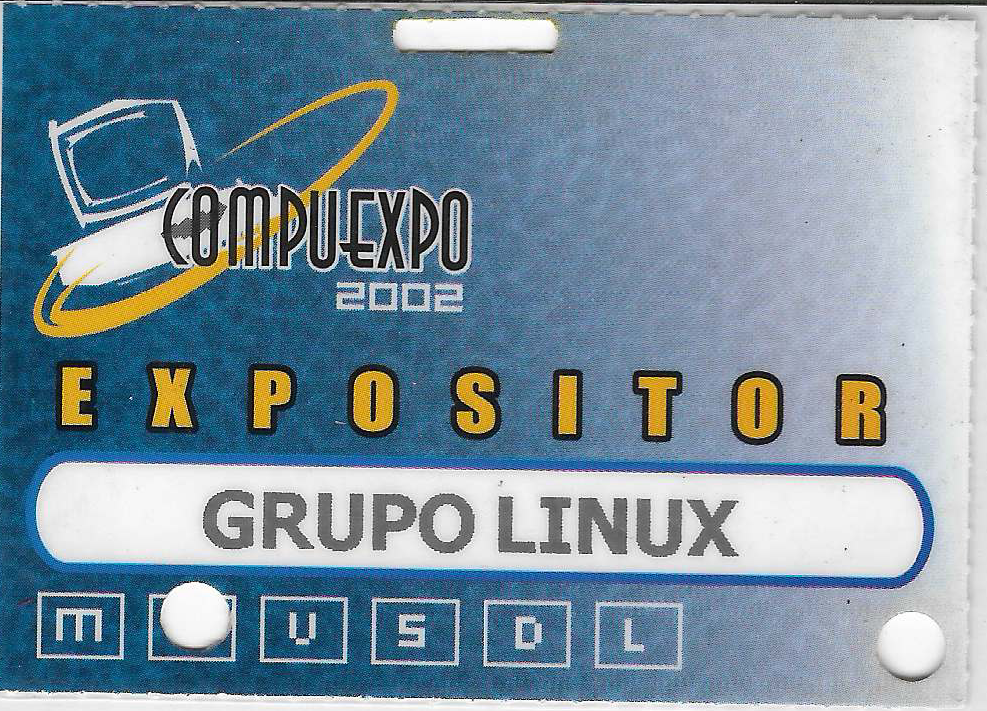 COMPUEXPO
2002
EXPOSITOR
GRUPO LINUX
M V S D L